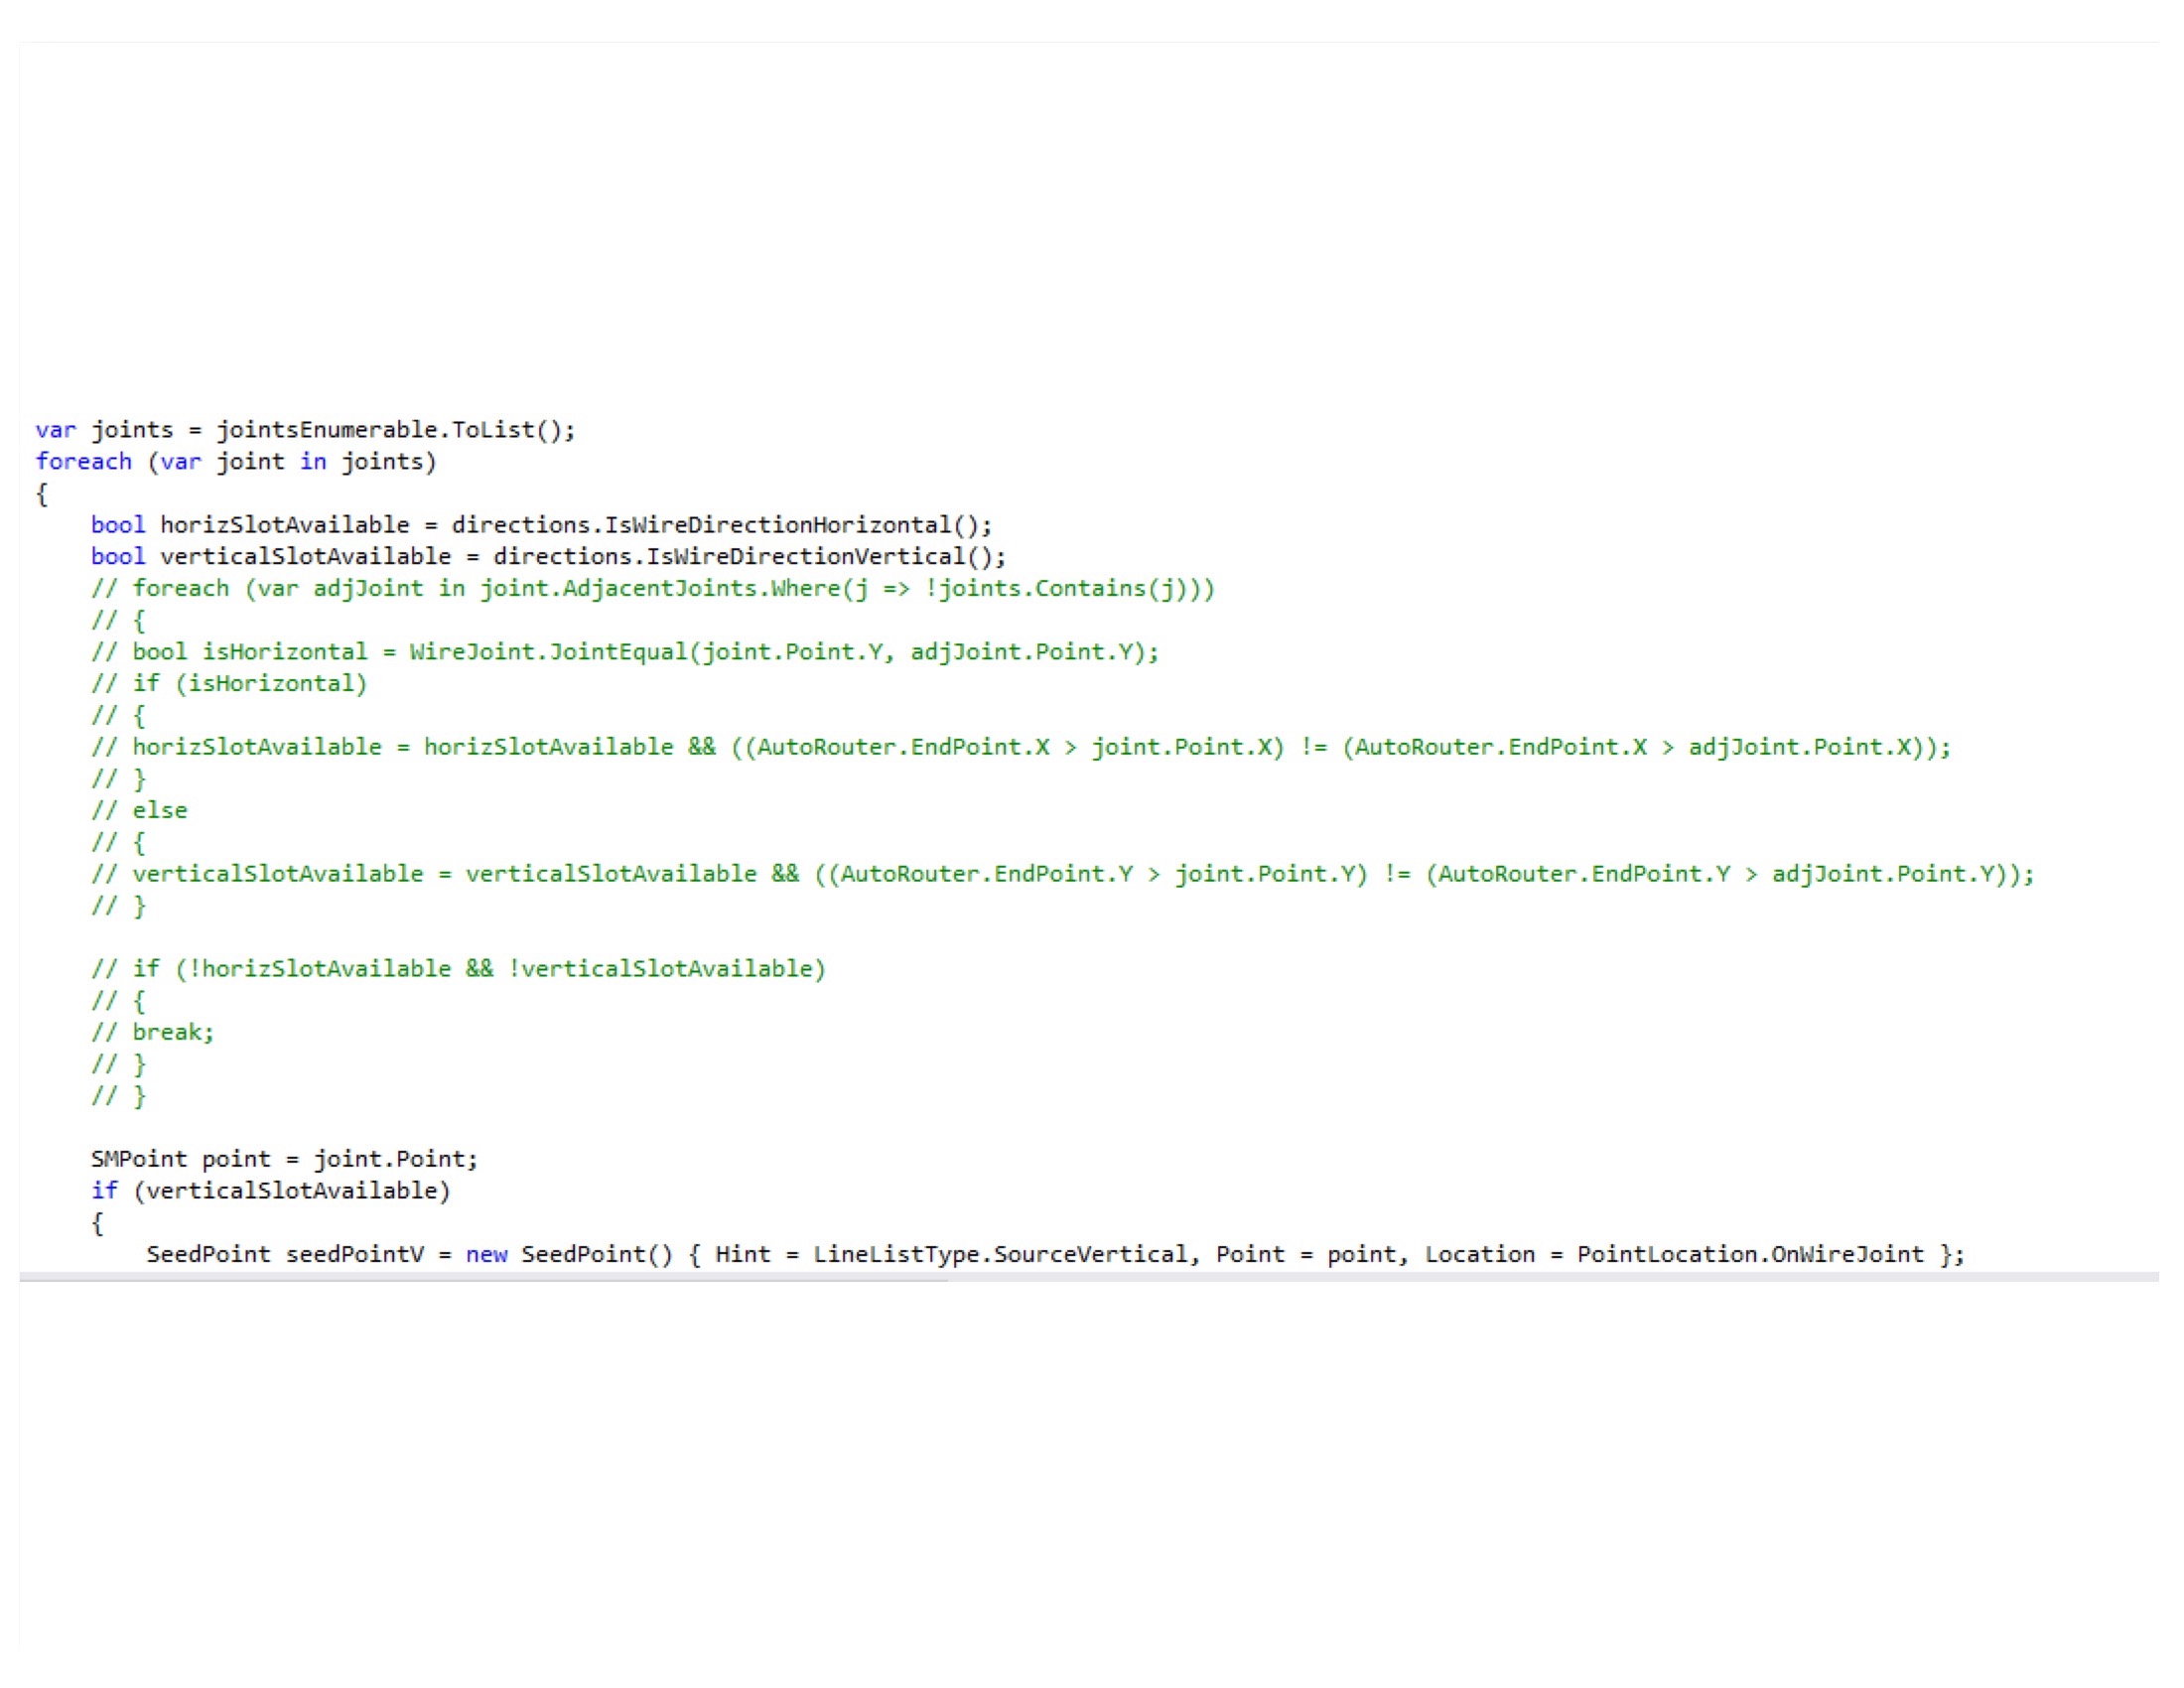 var joints = jointsEnumerable.ToList();
foreach (var joint in joints)
{
    bool horizSlotAvailable = directions.IsWireDirectionHorizontal();
    bool verticalSlotAvailable = directions.IsWireDirectionVertical();
    // foreach (var adjJoint in joint.AdjacentJoints.Where(j => !joints.Contains(j)))
    // {
    // bool isHorizontal = WireJoint.JointEqual(joint.Point.Y, adjJoint.Point.Y);
    // if (isHorizontal)
    // {
    // horizSlotAvailable = horizSlotAvailable && ((AutoRouter.EndPoint.X > joint.Point.X) != (AutoRouter.EndPoint.X > adjJoint.Point.X));
    // }
    // else
    // {
    // verticalSlotAvailable = verticalSlotAvailable && ((AutoRouter.EndPoint.Y > joint.Point.Y) != (AutoRouter.EndPoint.Y > adjJoint.Point.Y));
    // }

    // if (!horizSlotAvailable && !verticalSlotAvailable)
    // {
    // break;
    // }
    // }

    SMPoint point = joint.Point;
    if (verticalSlotAvailable)
    {
        SeedPoint seedPointV = new SeedPoint() { Hint = LineListType.SourceVertical, Point = point, Location = PointLocation.OnWireJoint };